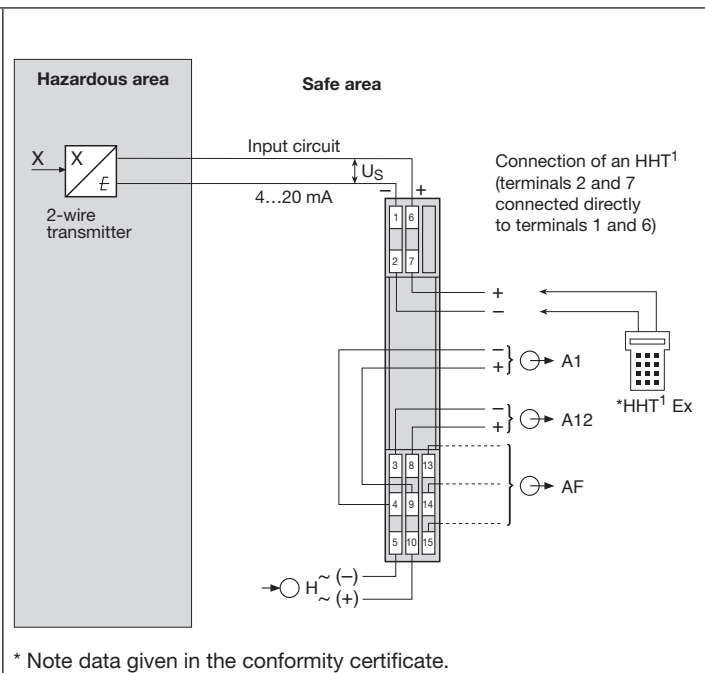 Hazardous area
Safe area
X
X
E
2-wire
transmitter
Input circuit
US
4…20 mA
– +
Connection of an HHT1
(terminals 2 and 7
connected directly
to terminals 1 and 6)
1 6
2 7
+
–
*HHT1 Ex
–
+
A1
–
+
A12
3 8 13
4 9 14
5 10 15
AF
H ~ (–)
~ (+)
* Note data given in the conformity certificate.